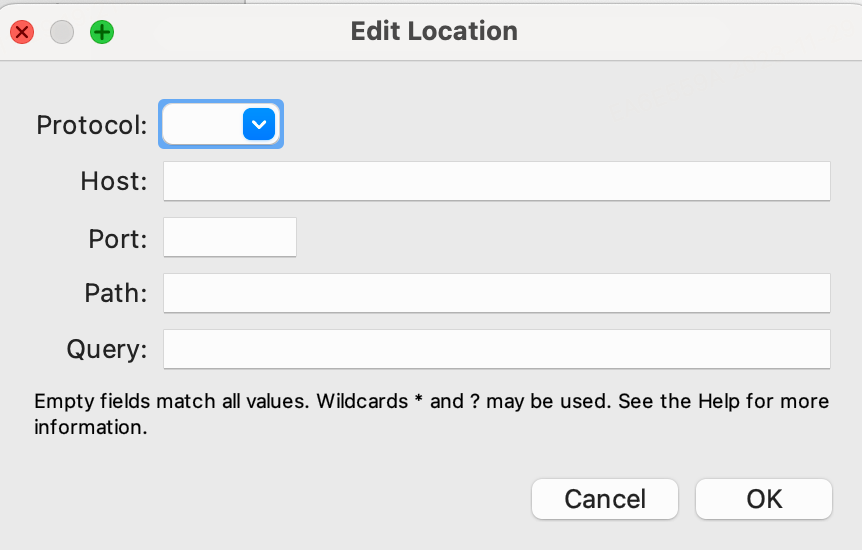 Edit Location
Protocol:
Host:
Port:
Path:
Query:
Empty fields match all values. Wildcards * and ? may be used. See the Help for more
information.
Cancel
OK